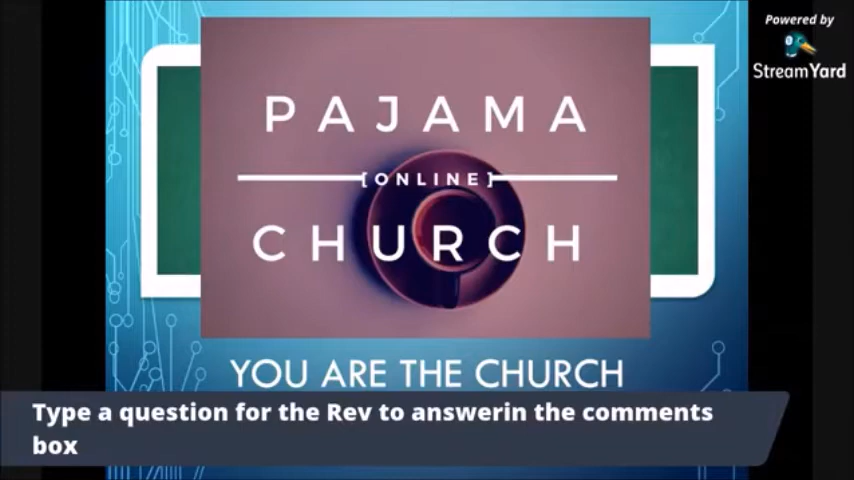 Powered by
StreamYard
PAJAMA
[ONLINE]
CHURCH
YOU ARE THE CHURCH
Type a question for the Rev to answerin the comments
box